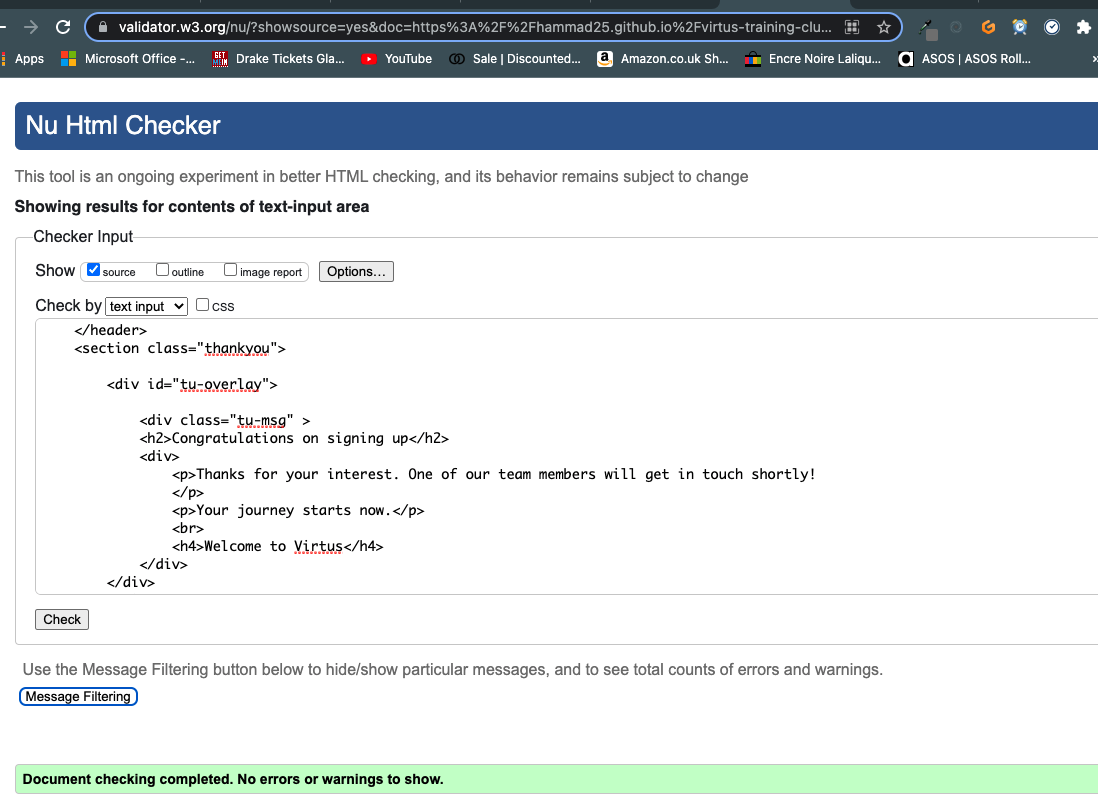 validator.w3.org/nu/?showsource=yes&doc=https%3A%2F%2Fhammad25.github.io%2Fvirtus-training-clu...
Apps Microsoft Office -... GET MTN Drake Tickets Gla... YouTube Sale | Discounted... a Amazon.co.uk Sh... Encre Noire Laliqu... ASOS | ASOS Roll... »
Nu Html Checker
This tool is an ongoing experiment in better HTML checking, and its behavior remains subject to change
Showing results for contents of text-input area
Checker Input
Show source outline image report Options...
Check by text input CSS
</header>
<section class="thankyou">
<div id="tu-overlay">
<div class="tu-msg" >
<h2>Congratulations on signing up</h2>
<div>
<p>Thanks for your interest. One of our team members will get in touch shortly!
</p>
<p>Your journey starts now.</p>
<br>
<h4>Welcome to Virtus</h4>
</div>
</div>
Check
Use the Message Filtering button below to hide/show particular messages, and to see total counts of errors and warnings.
Message Filtering
Document checking completed. No errors or warnings to show.